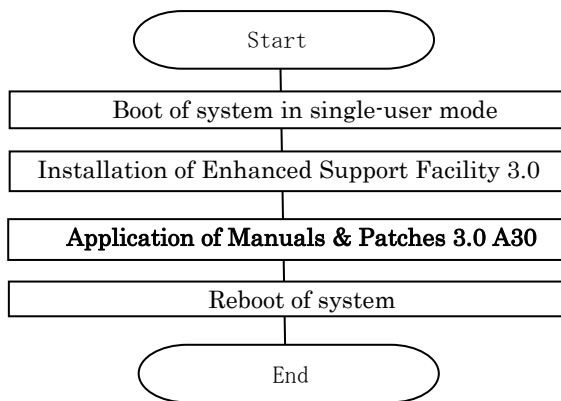 Start
Boot of system in single-user mode
Installation of Enhanced Support Facility 3.0
Application of Manuals & Patches 3.0 A30
Reboot of system
End